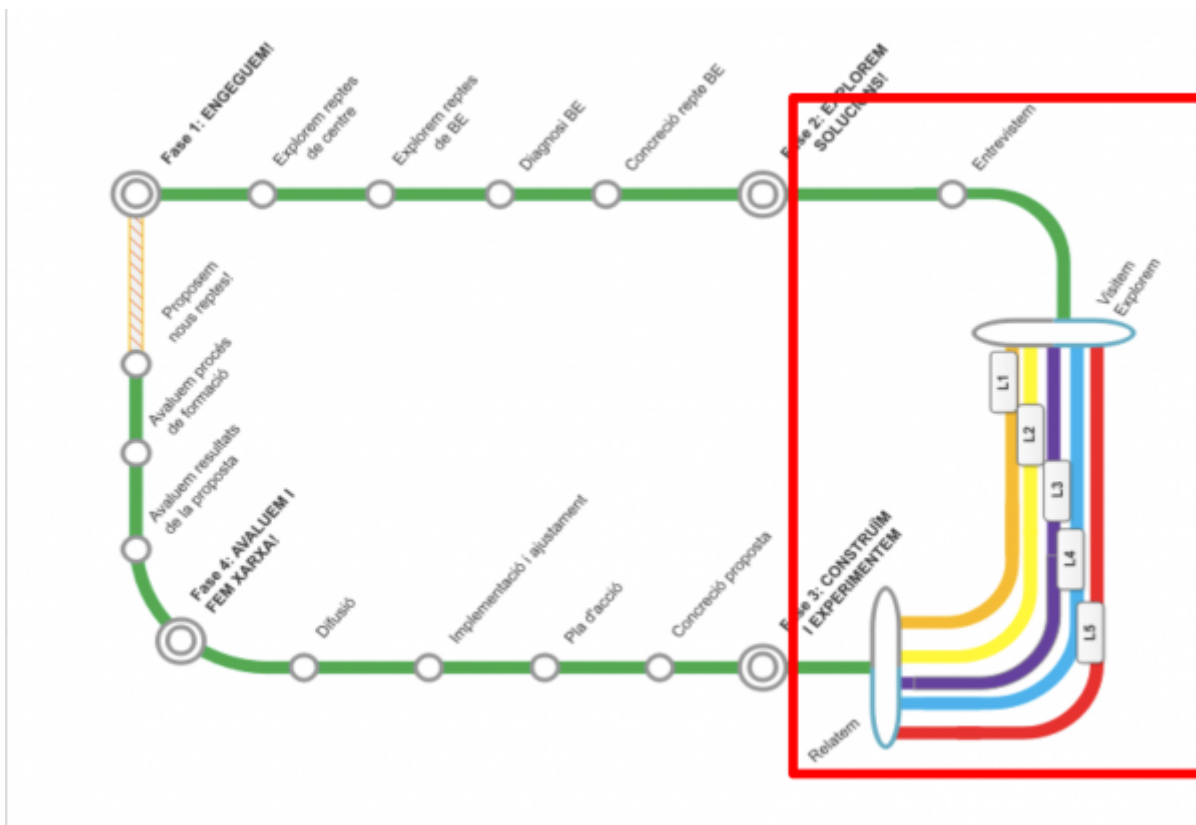 Fase 1: ENGEGUEM!
Explorem reptes
de centre
Explorem reptes
de BE
Diagnosi BE
Concreció repte BE
Fase 2: EXPLOREM
SOLUCIONS!
Entrevistem
Visitem
Explorem
L1
L2
L3
L4
L5
Relatem
Fase 3: CONSTRUÏM
I EXPERIMENTEM
Concreció proposta
Pla d'acció
Implementació i ajustament
Difusió
Fase 4: AVALUEM I
FEM XARXA!
Avaluem resultats
de la proposta
Avaluem procés
de formació
Proposem
nous reptes!